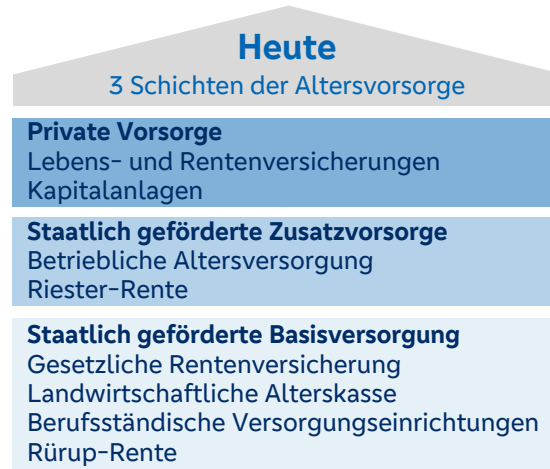 Heute
3 Schichten der Altersvorsorge
Private Vorsorge
Lebens- und Rentenversicherungen
Kapitalanlagen
Staatlich geförderte Zusatzvorsorge
Betriebliche Altersversorgung
Riester-Rente
Staatlich geförderte Basisversorgung
Gesetzliche Rentenversicherung
Landwirtschaftliche Alterskasse
Berufsständische Versorgungseinrichtungen
Rürup-Rente